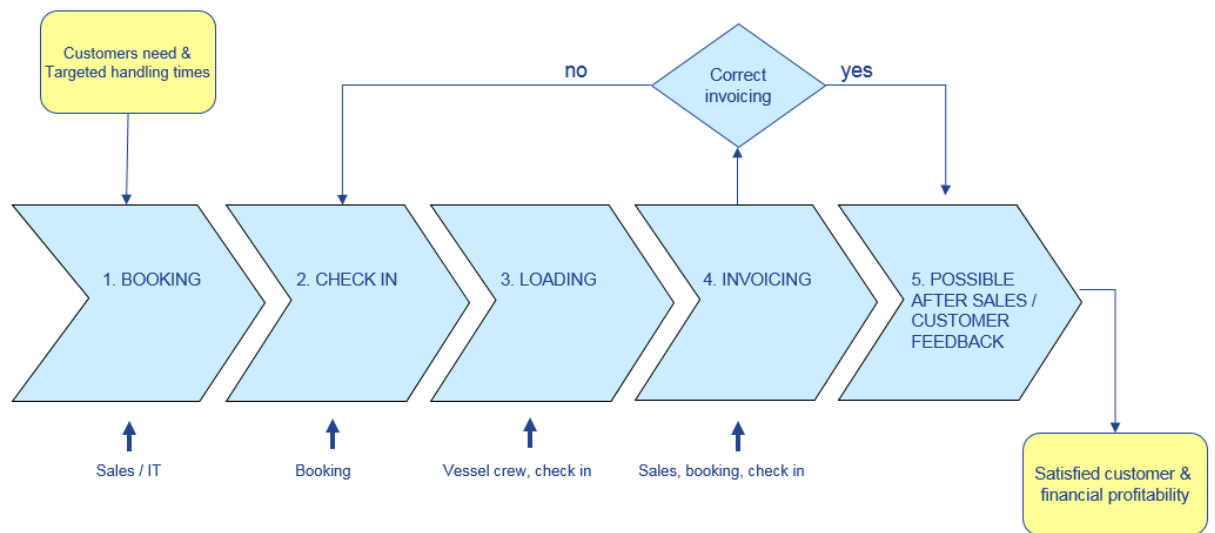 Customers need &
Targeted handling times
no
Correct
invoicing
yes
1. BOOKING
2. CHECK IN
3. LOADING
4. INVOICING
5. POSSIBLE
AFTER SALES /
CUSTOMER
FEEDBACK
Sales / IT
Booking
Vessel crew, check in
Sales, booking, check in
Satisfied customer &
financial profitability